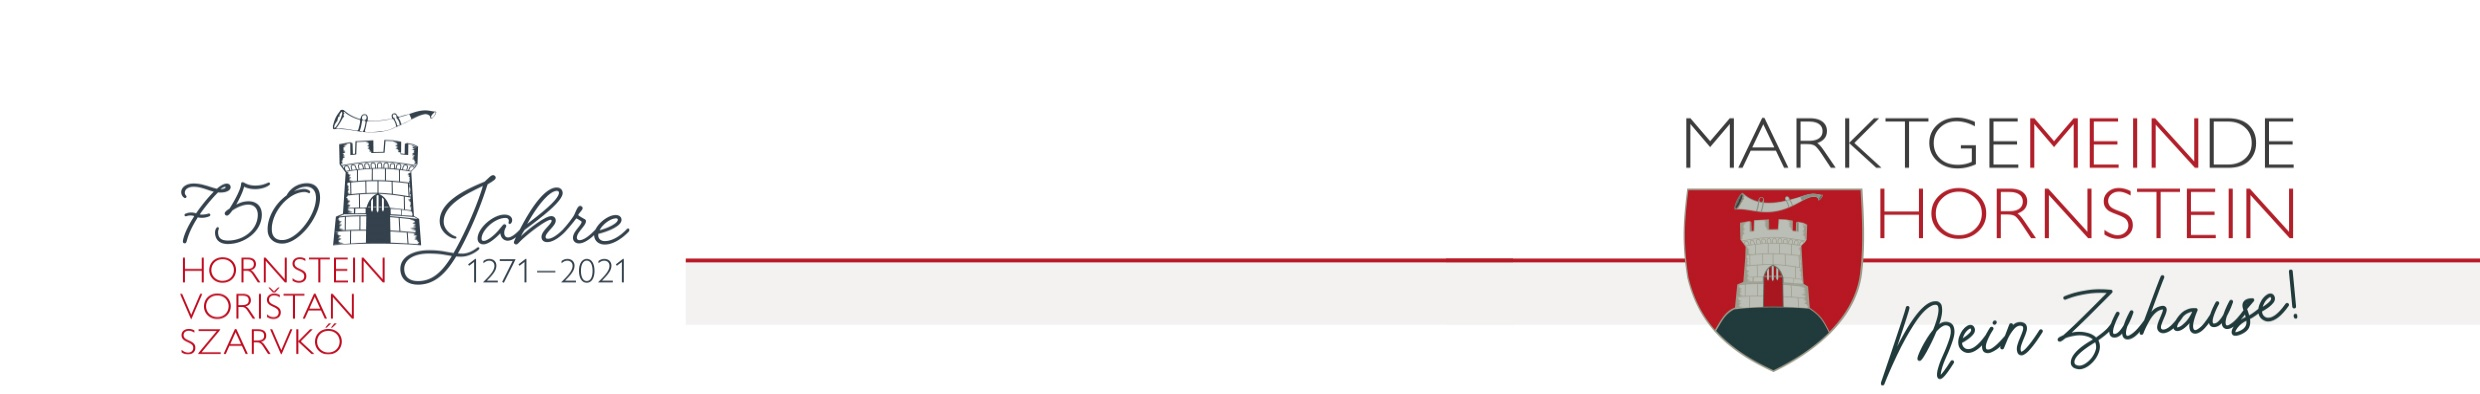 750 Jahre
HORNSTEIN 1271–2021
VORIŠTAN
SZARVKŐ
MARKTGEMEINDE
HORNSTEIN
Mein Zuhause!